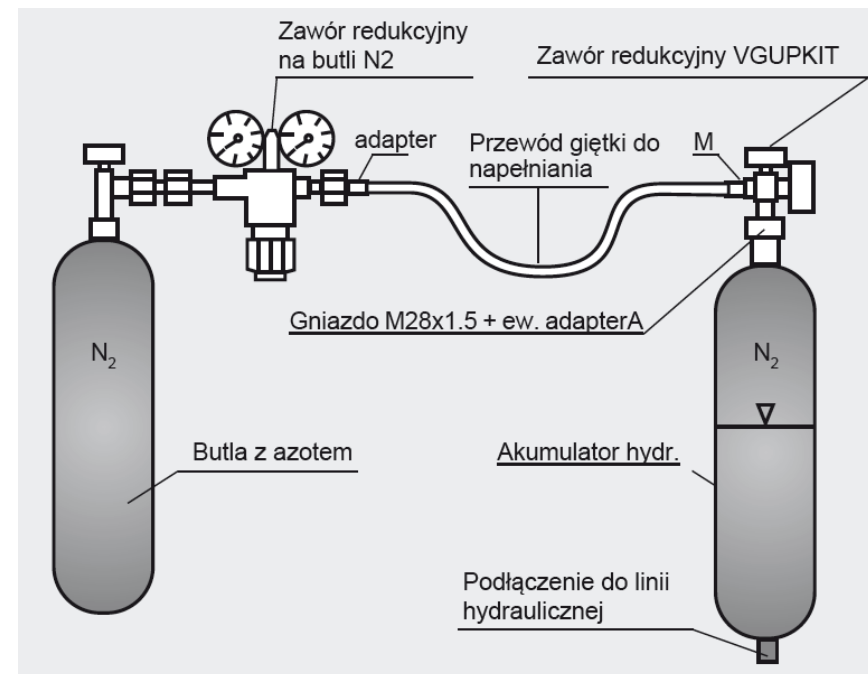 Zawór redukcyjny
na butli N2
Zawór redukcyjny VGUPKIT
adapter
Przewód giętki do
napełniania
M
Gniazdo M28x1.5 + ew. adapterA
N2
N2
Butla z azotem
Akumulator hydr.
Podłączenie do linii
hydraulicznej